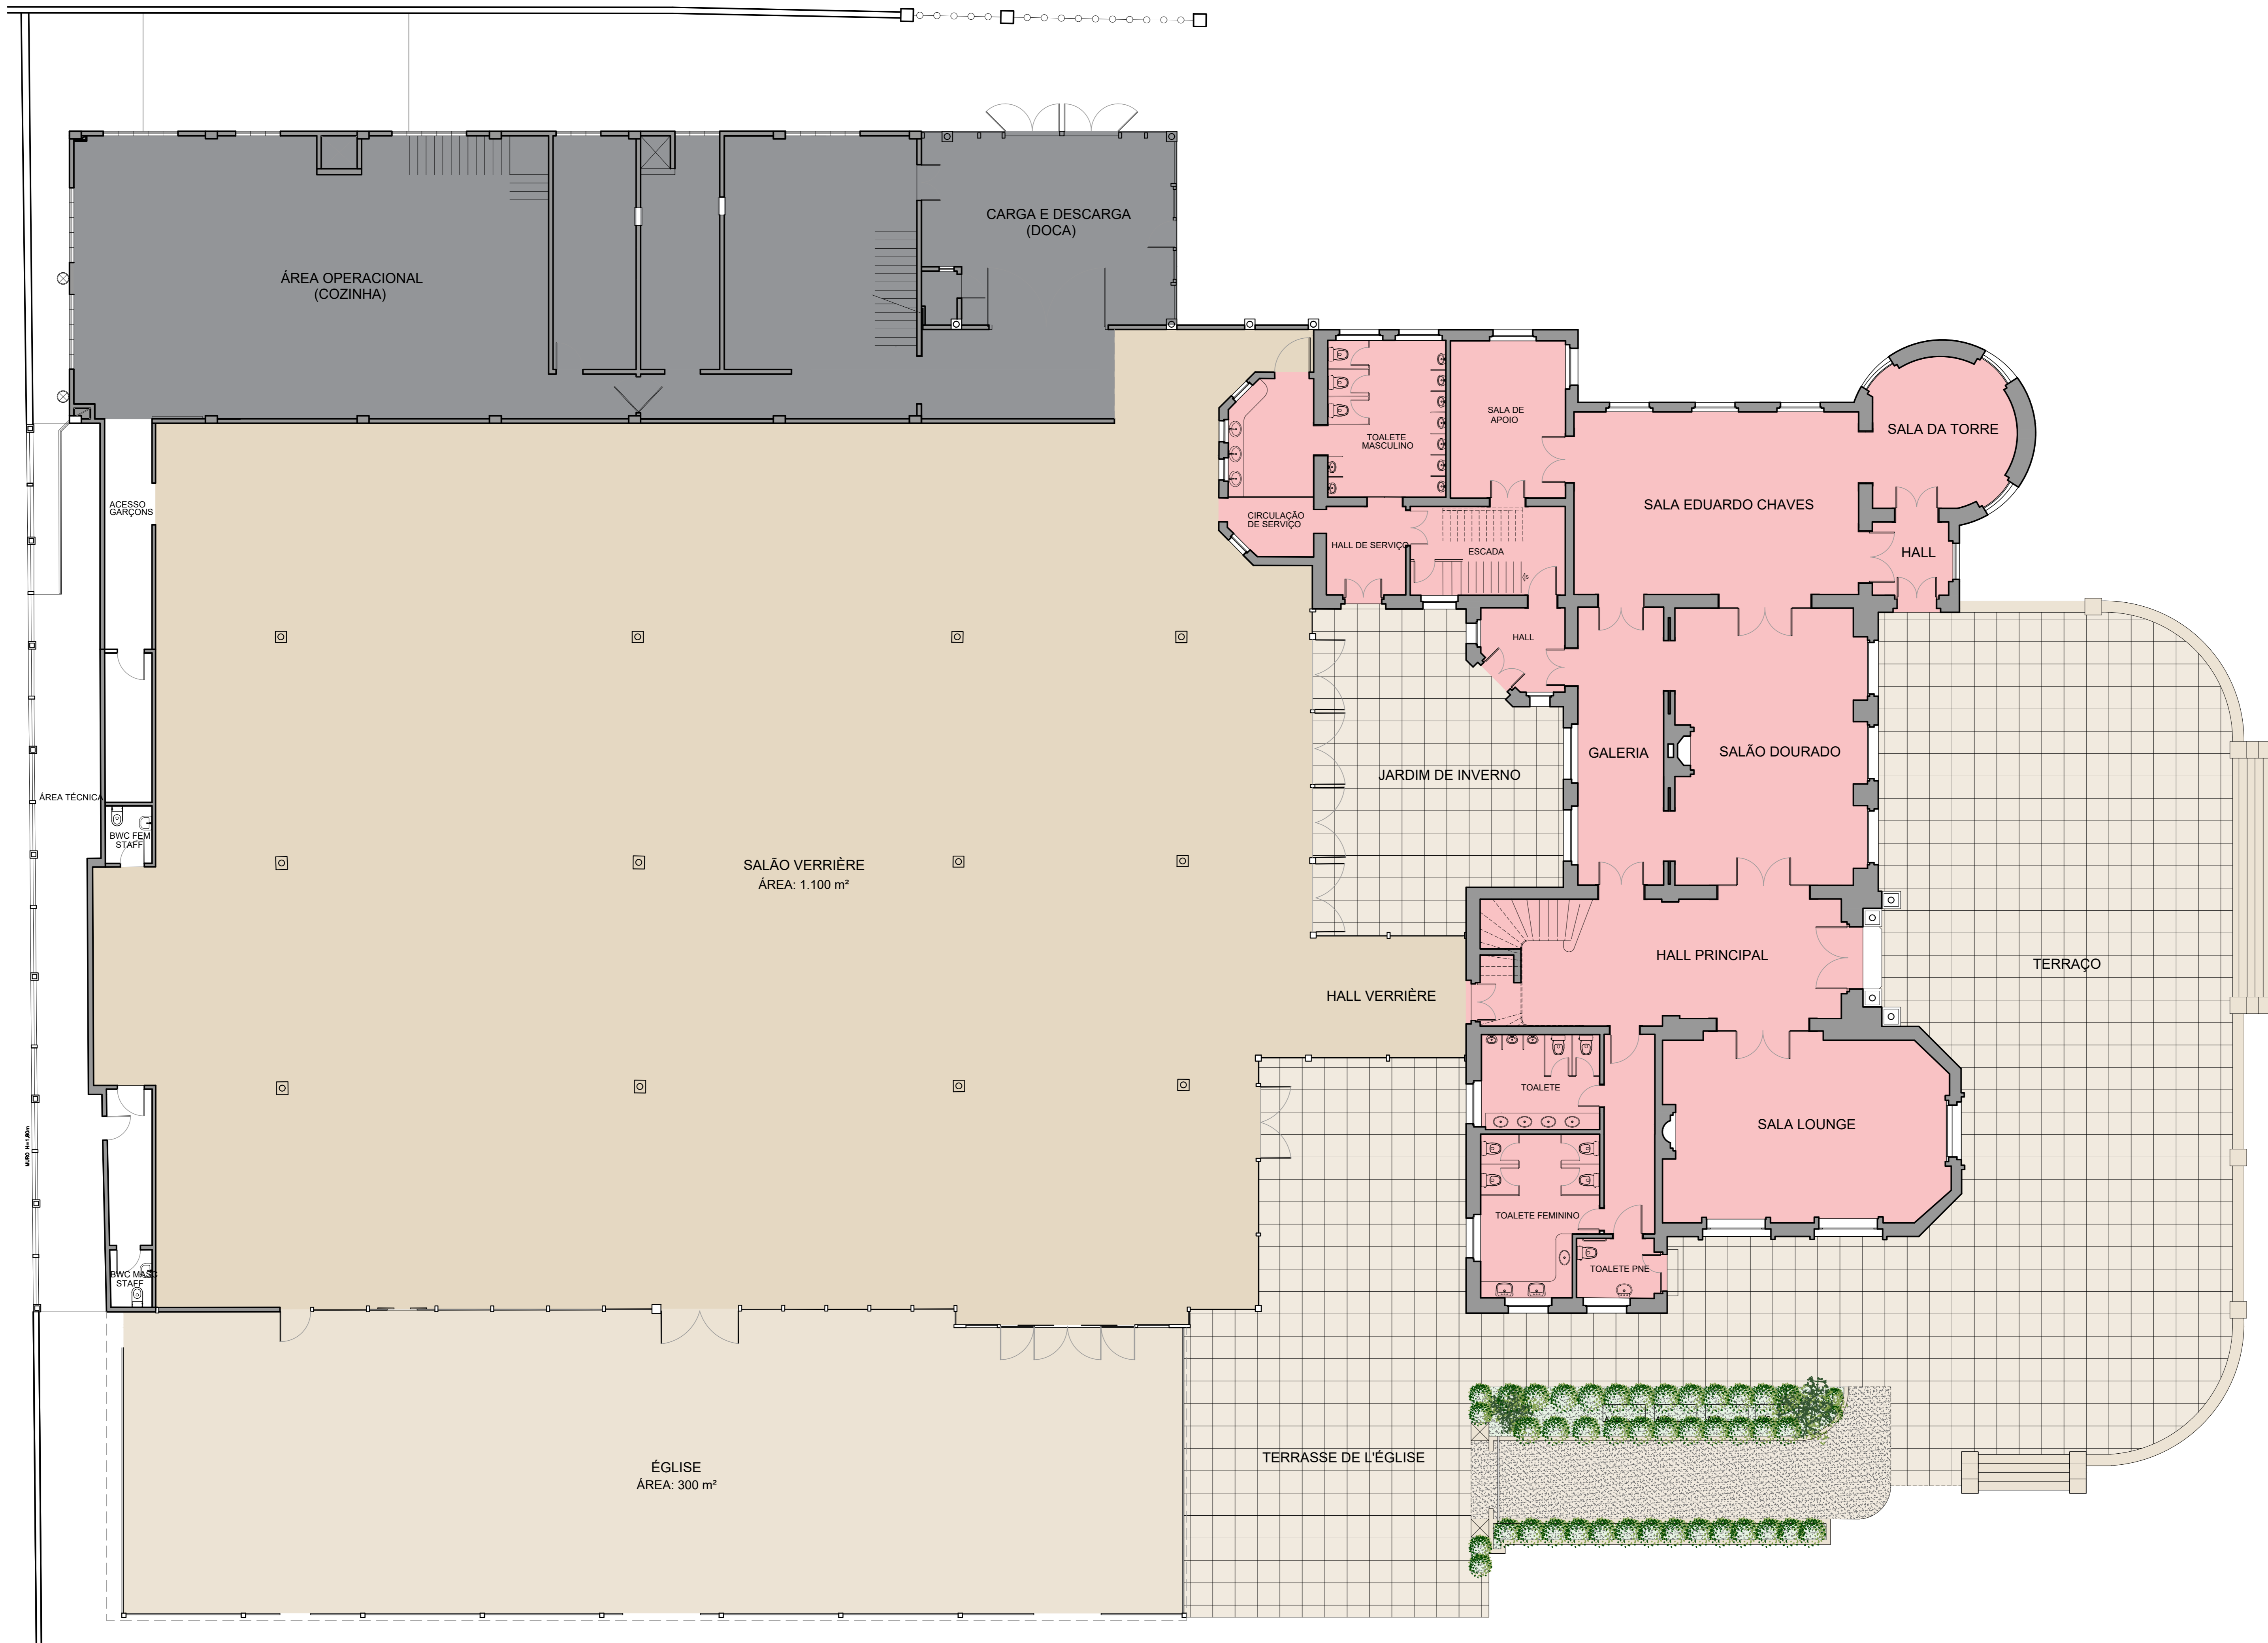 CARGA E DESCARGA
(DOCA)
ÁREA OPERACIONAL
(COZINHA)
SALA DE
APOIO
TOALETE
MASCULINO
SALA DA TORRE
SALA EDUARDO CHAVES
ACESSO
GARÇONS
CIRCULAÇÃO
DE SERVIÇO
HALL DE SERVIÇO
ESCADA
HALL
HALL
GALERIA
SALÃO DOURADO
JARDIM DE INVERNO
ÁREA TÉCNICA
BWC FEM
STAFF
SALÃO VERRIÈRE
ÁREA: 1.100 m²
HALL PRINCIPAL
TERRAÇO
HALL VERRIÈRE
TOALETE
SALA LOUNGE
MURO H=1,80m
TOALETE FEMININO
TOALETE PNE
BWC MASC
STAFF
TERRASSE DE L'ÉGLISE
ÉGLISE
ÁREA: 300 m²